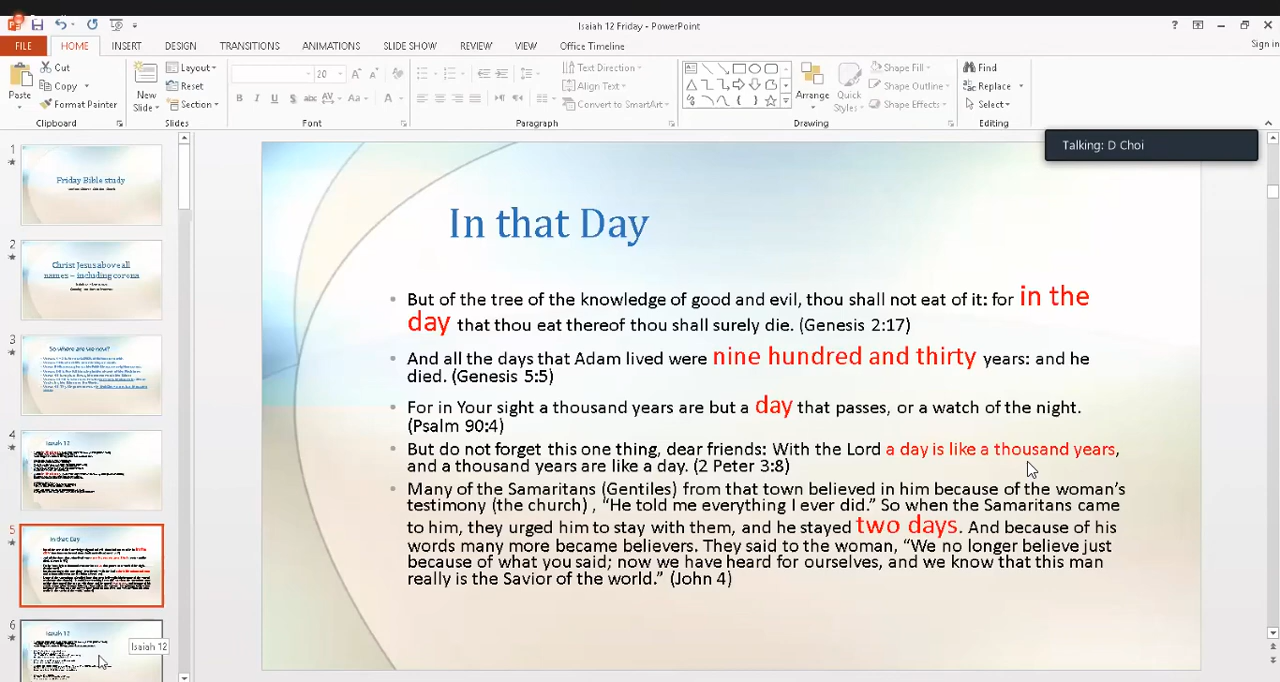 Isaiah 12 Friday - PowerPoint
?
FILE
HOME
INSERT
DESIGN
TRANSITIONS
ANIMATIONS
SLIDE SHOW
REVIEW
VIEW
Office Timeline
Sign in
Paste
Cut
Copy
Format Painter
Clipboard
New
Slide
Layout
Reset
Section
Slides
20
B I U S abc AV Aa A
Font
Text Direction
Align Text
Convert to SmartArt
Paragraph
Arrange
Quick
Styles
Shape Fill
Shape Outline
Shape Effects
Drawing
Find
Replace
Select
Editing
Talking: D Choi
1
Friday Bible study
2
Christ Jesus above all
names – including corona
3
So where are we now?
4
Isaiah 12
5
In that Day
6
Isaiah 12
Isaiah 12
In that Day
• But of the tree of the knowledge of good and evil, thou shall not eat of it: for in the
day that thou eat thereof thou shall surely die. (Genesis 2:17)
• And all the days that Adam lived were nine hundred and thirty years: and he
died. (Genesis 5:5)
• For in Your sight a thousand years are but a day that passes, or a watch of the night.
(Psalm 90:4)
• But do not forget this one thing, dear friends: With the Lord a day is like a thousand years,
and a thousand years are like a day. (2 Peter 3:8)
• Many of the Samaritans (Gentiles) from that town believed in him because of the woman's
testimony (the church) , “He told me everything I ever did.” So when the Samaritans came
to him, they urged him to stay with them, and he stayed two days. And because of his
words many more became believers. They said to the woman, “We no longer believe just
because of what you said; now we have heard for ourselves, and we know that this man
really is the Savior of the world.” (John 4)